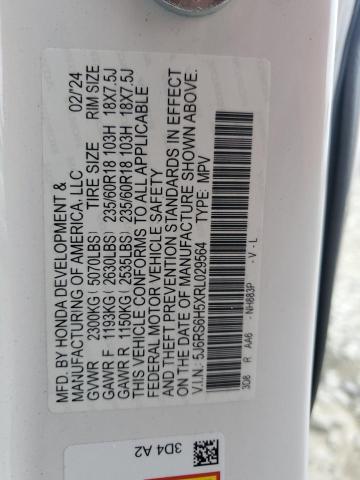 MFD. BY HONDA DEVELOPMENT &
MANUFACTURING OF AMERICA, LLC 02/'24
GVWR 2300KG(5070LBS) TIRE SIZE RIM SIZE
GAWR F 1193KG(2630LBS) 235/60R18 103H 18X7.5J
GAWR R 1150KG(2535LBS) 235/60R18 103H 18X7.5J
THIS VEHICLE CONFORMS TO ALL APPLICABLE
FEDERAL MOTOR VEHICLE SAFETY
AND THEFT PREVENTION STANDARDS IN EFFECT
ON THE DATE OF MANUFACTURE SHOWN ABOVE.
V.I.N: 5J6RS6H5XRL029564 TYPE: MPV
3D8 R AA6 -NH883P -V-L
3D4 A2